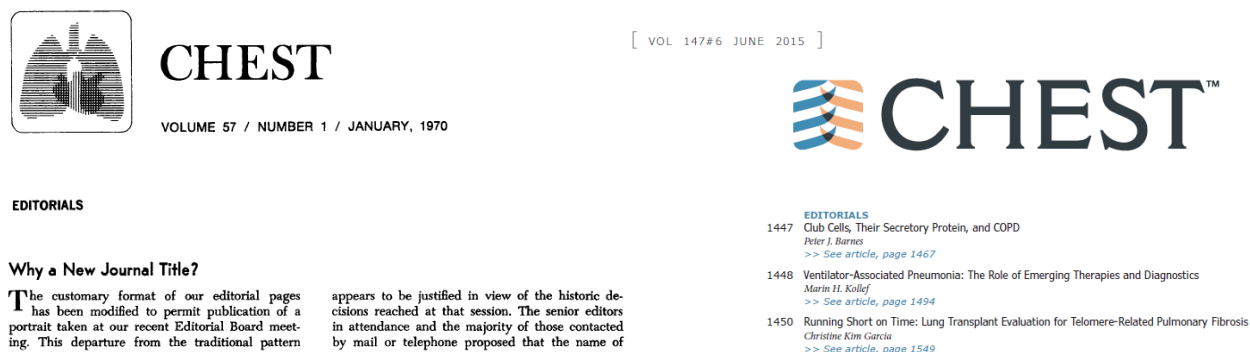 CHEST
VOLUME 57 / NUMBER 1 / JANUARY, 1970
EDITORIALS
Why a New Journal Title?
The customary format of our editorial pages
has been modified to permit publication of a
portrait taken at our recent Editorial Board meet-
ing. This departure from the traditional pattern
appears to be justified in view of the historic de-
cisions reached at that session. The senior editors
in attendance and the majority of those contacted
by mail or telephone proposed that the name of
[ VOL 147#6 JUNE 2015 ]
CHEST™
EDITORIALS
1447 Club Cells, Their Secretory Protein, and COPD
Peter J. Barnes
>> See article, page 1467
1448 Ventilator-Associated Pneumonia: The Role of Emerging Therapies and Diagnostics
Marin H. Kollef
>> See article, page 1494
1450 Running Short on Time: Lung Transplant Evaluation for Telomere-Related Pulmonary Fibrosis
Christine Kim Garcia
>> See article, page 1549